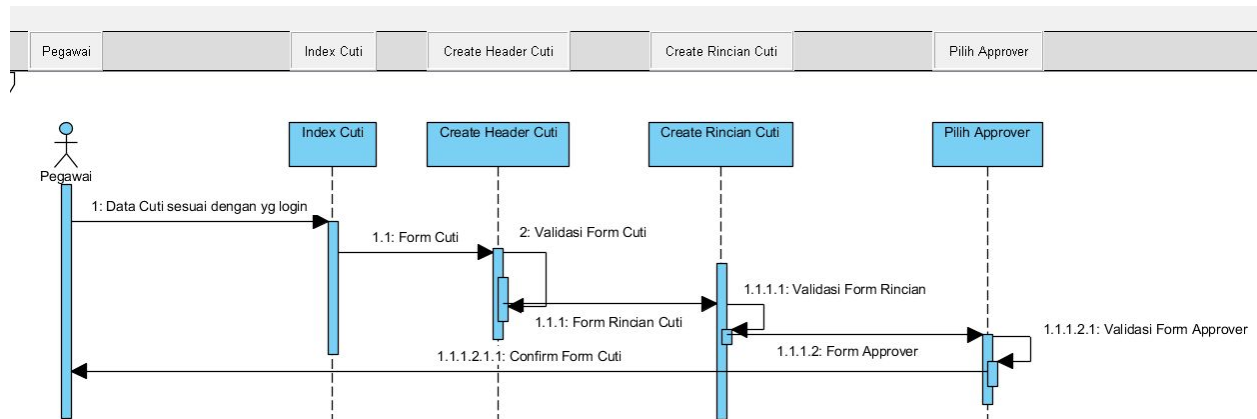 Pegawai
Index Cuti
Create Header Cuti
Create Rincian Cuti
Pilih Approver
Index Cuti
Create Header Cuti
Create Rincian Cuti
Pilih Approver
Pegawai
1: Data Cuti sesuai dengan yg login
1.1: Form Cuti
2: Validasi Form Cuti
1.1.1.1: Validasi Form Rincian
1.1.1: Form Rincian Cuti
1.1.1.2.1: Validasi Form Approver
1.1.1.2: Form Approver
1.1.1.2.1.1: Confirm Form Cuti